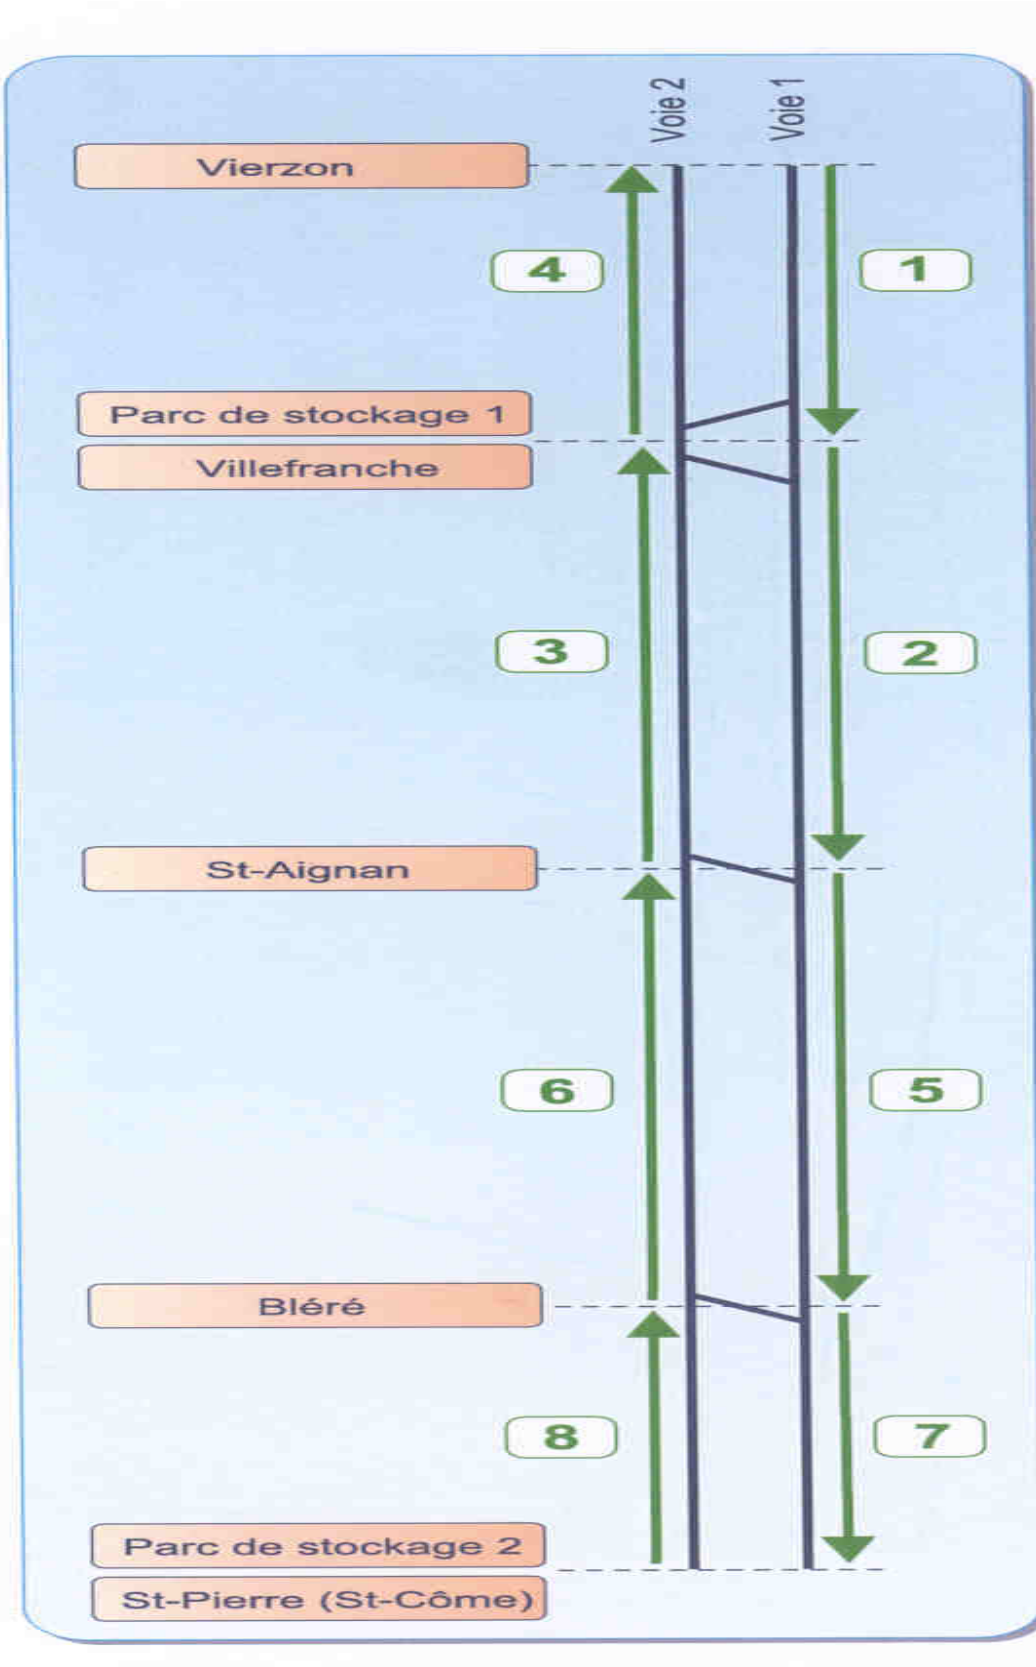 Voie 2
Voie 1
Vierzon
4
1
Parc de stockage 1
Villefranche
3
2
St-Aignan
6
5
Bléré
8
7
Parc de stockage 2
St-Pierre (St-Côme)